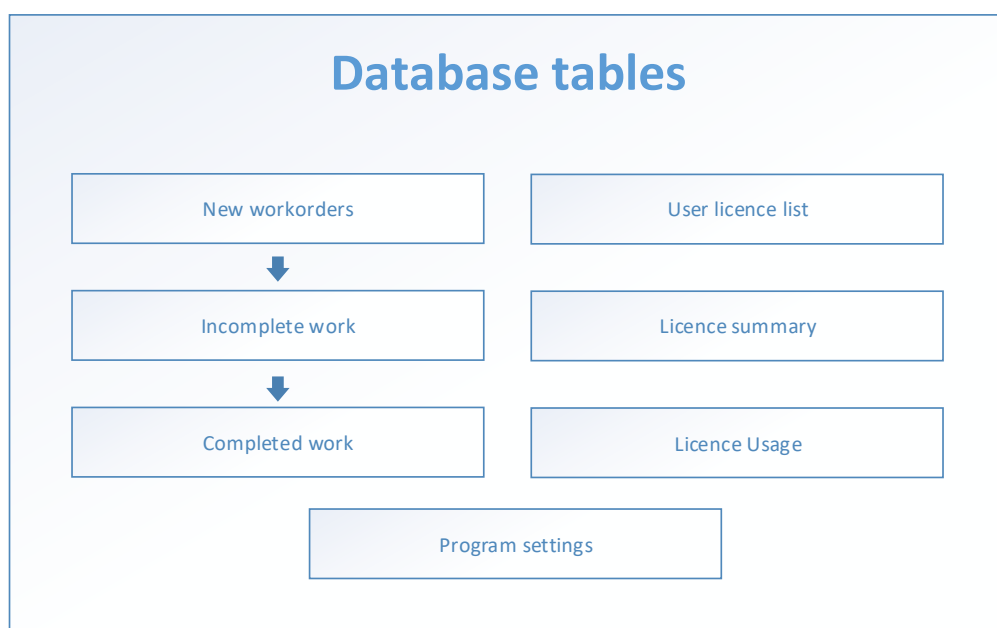 Database tables
New workorders
User licence list
Incomplete work
Licence summary
Completed work
Licence Usage
Program settings